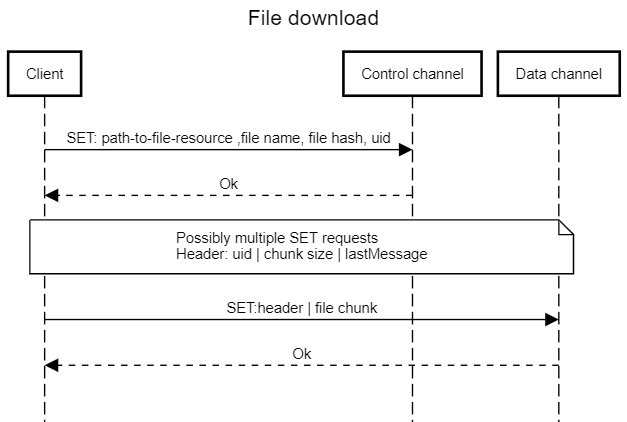 File download
Client
Control channel
Data channel
SET: path-to-file-resource ,file name, file hash, uid
Ok
Possibly multiple SET requests
Header: uid | chunk size | lastMessage
SET:header | file chunk
Ok